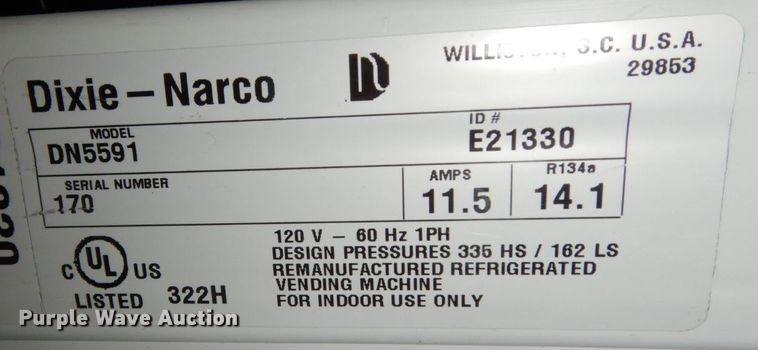 WILLISTON, S.C. U.S.A.
29853
Dixie – Narco
MODEL
DN5591
ID #
E21330
SERIAL NUMBER
170
AMPS
11.5
R134a
14.1
120 V – 60 Hz 1PH
DESIGN PRESSURES 335 HS / 162 LS
REMANUFACTURED REFRIGERATED
VENDING MACHINE
FOR INDOOR USE ONLY
C UL US
LISTED 322H
Purple Wave Auction